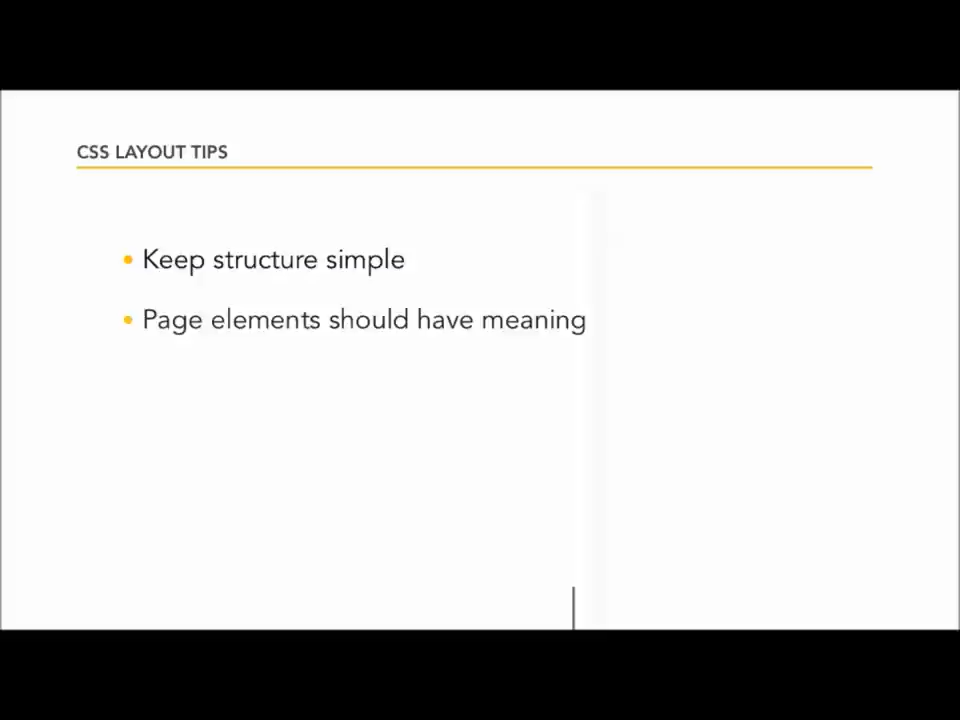 CSS LAYOUT TIPS
• Keep structure simple
• Page elements should have meaning